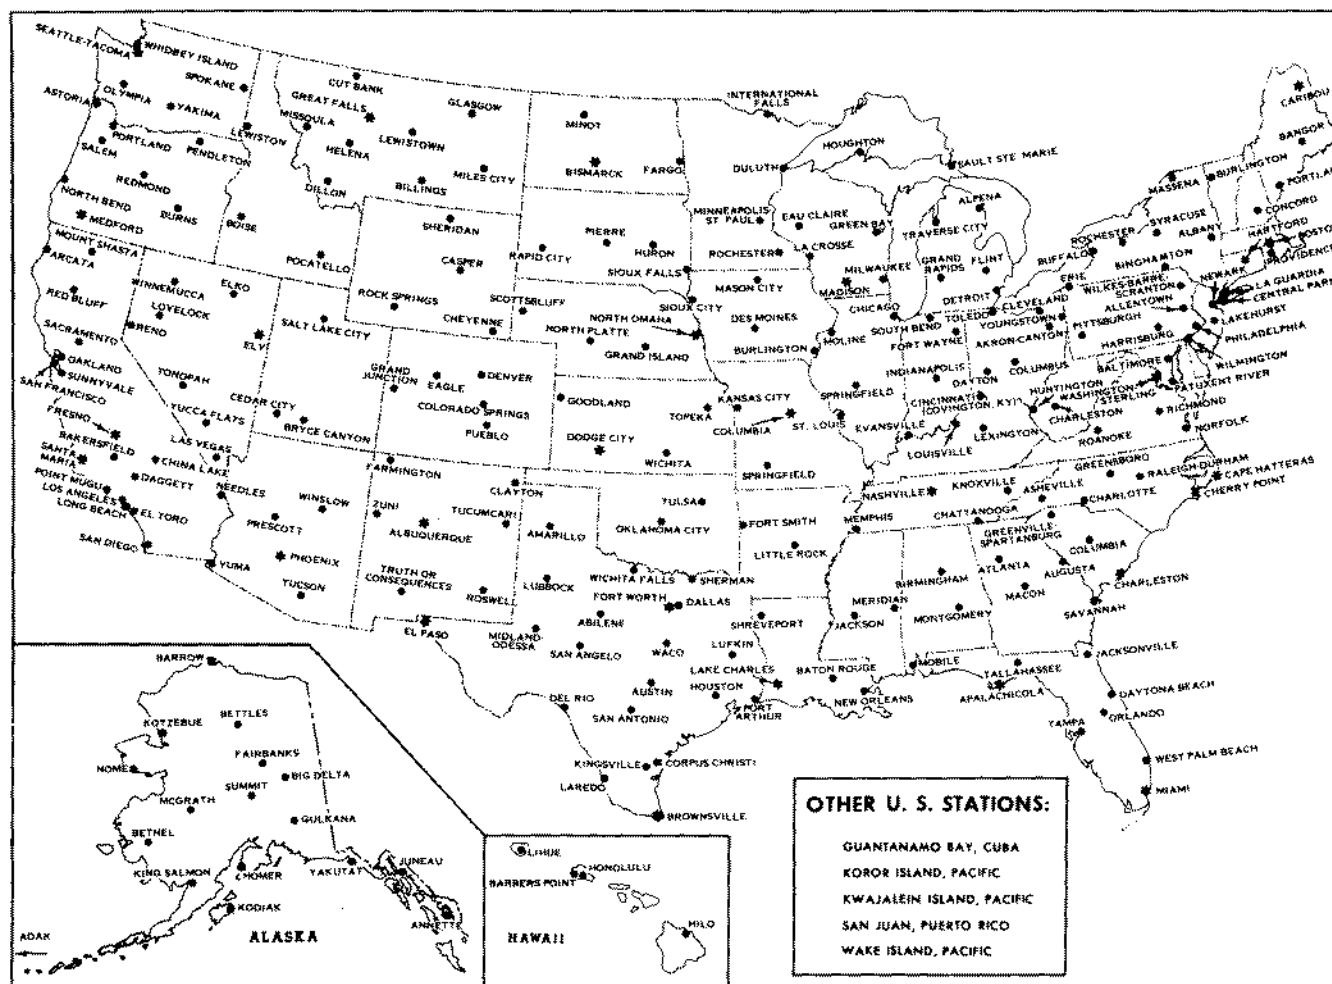 SEATTLE-TACOMA
WHIDBEY ISLAND
SPOKANE
OLYMPIA
YAKIMA
ASTORIA
LEWISTON
PORTLAND
PENDLETON
SALEM
REDMOND
NORTH BEND
BURNS
MEDFORD
BOISE
POCATELLO
CUT BANK
GREAT FALLS
GLASGOW
MISSOULA
LEWISTOWN
HELENA
MILES CITY
DILLON
BILLINGS
MINOT
BISMARCK
FARGO
INTERNATIONAL
FALLS
DULUTH
HOUGHTON
SAULT STE. MARIE
MINNEAPOLIS
ST. PAUL
EAU CLAIRE
GREEN BAY
ALPENA
TRAVERSE CITY
ROCHESTER
LA CROSSE
CARIBOU
BANGOR
BURLINGTON
MASSENA
PORTLAND
CONCORD
SYRACUSE
ROCHESTER
ALBANY
HARTFORD
BOSTON
BUFFALO
BINGHAMTON
PROVIDENCE
NEWARK
LA GUARDIA
CENTRAL PARK
ERIE
WILKES-BARRE-
SCRANTON
ALLENTOWN
LAKEHURST
PHILADELPHIA
WILMINGTON
MOUNT SHASTA
ARCATA
RED BLUFF
WINNEMUCCA
ELKO
LOVELOCK
RENO
ELY
SACRAMENTO
OAKLAND
SUNNYVALE
SAN FRANCISCO
TONOPAH
YUCCA FLATS
FRESNO
BAKERSFIELD
LAS VEGAS
SANTA
MARIA
CHINA LAKE
POINT MUGU
DAGGETT
NEEDLES
LOS ANGELES
LONG BEACH
EL TORO
SAN DIEGO
SHERIDAN
CASPER
ROCK SPRINGS
CHEYENNE
SALT LAKE CITY
CEDAR CITY
BRYCE CANYON
GRAND
JUNCTION
EAGLE
DENVER
COLORADO SPRINGS
PUEBLO
PIERRE
HURON
RAPID CITY
SIOUX FALLS
SCOTTSBLUFF
NORTH OMAHA
NORTH PLATTE
GRAND ISLAND
SIOUX CITY
MASON CITY
DES MOINES
BURLINGTON
MADISON
MILWAUKEE
CHICAGO
MOLINE
GRAND
RAPIDS
FLINT
DETROIT
SOUTH BEND
TOLEDO
FORT WAYNE
CLEVELAND
YOUNGSTOWN
AKRON-CANTON
PITTSBURGH
HARRISBURG
BALTIMORE
INDIANAPOLIS
DAYTON
COLUMBUS
HUNTINGTON
WASHINGTON
STERLING
PATUXENT RIVER
CINCINNATI
(COVINGTON, KY)
CHARLESTON
RICHMOND
NORFOLK
ROANOKE
GOODLAND
TOPEKA
KANSAS CITY
COLUMBIA
ST. LOUIS
SPRINGFIELD
EVANSVILLE
LOUISVILLE
LEXINGTON
DODGE CITY
WICHITA
SPRINGFIELD
FARMINGTON
CLAYTON
WINSLOW
PRESCOTT
ZUNI
TUCUMCARI
ALBUQUERQUE
PHOENIX
YUMA
TUCSON
TRUTH OR
CONSEQUENCES
ROSWELL
EL PASO
TULSA
OKLAHOMA CITY
FORT SMITH
LITTLE ROCK
AMARILLO
LUBBOCK
WICHITA FALLS
SHERMAN
FORT WORTH
DALLAS
ABILENE
MIDLAND-
ODESSA
SAN ANGELO
WACO
LUFKIN
SHREVEPORT
AUSTIN
HOUSTON
LAKE CHARLES
PORT
ARTHUR
BATON ROUGE
NEW ORLEANS
DEL RIO
SAN ANTONIO
KINGSVILLE
CORPUS CHRISTI
LAREDO
BROWNSVILLE
NASHVILLE
KNOXVILLE
MEMPHIS
CHATTANOOGA
ASHEVILLE
GREENSBORO
RALEIGH-DURHAM
CHARLOTTE
CAPE HATTERAS
CHERRY POINT
GREENVILLE-
SPARTANBURG
COLUMBIA
CHARLESTON
ATLANTA
AUGUSTA
MACON
SAVANNAH
BIRMINGHAM
MONTGOMERY
MERIDIAN
JACKSON
MOBILE
TALLAHASSEE
APALACHICOLA
JACKSONVILLE
DAYTONA BEACH
ORLANDO
TAMPA
WEST PALM BEACH
MIAMI
BARROW
KOTZEBUE
BETTLES
NOME
FAIRBANKS
BIG DELTA
SUMMIT
MCGRATH
GULKANA
BETHEL
KING SALMON
HOMER
YAKUTAT
JUNEAU
KODIAK
ANNETTE
ADAK
ALASKA
LIHUE
HONOLULU
BARBERS POINT
HILO
HAWAII
OTHER U. S. STATIONS:
GUANTANAMO BAY, CUBA
KOROR ISLAND, PACIFIC
KWAJALEIN ISLAND, PACIFIC
SAN JUAN, PUERTO RICO
WAKE ISLAND, PACIFIC